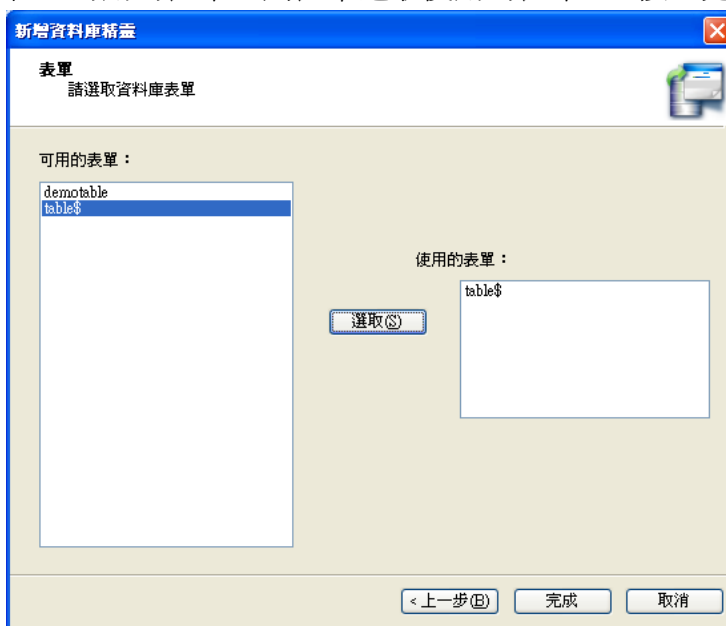 新增資料庫精靈
表單
請選取資料庫表單
可用的表單：
demotable
table$
使用的表單：
table$
選取(S)
<上一步(B)
完成
取消